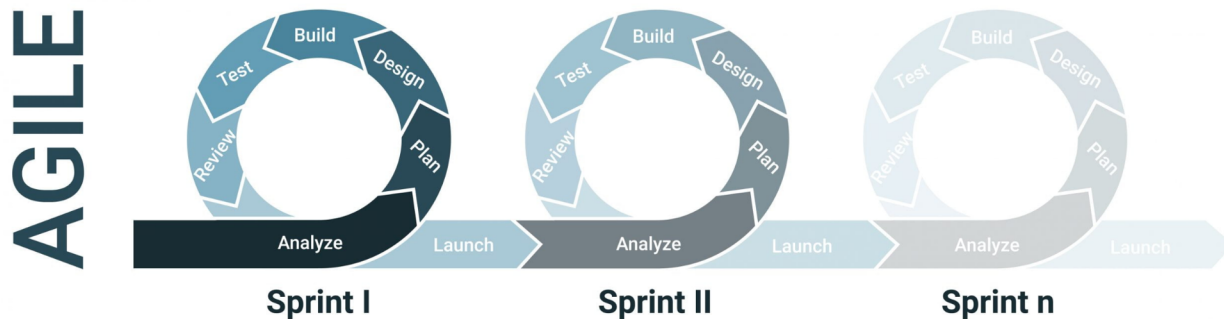 AGILE
Build
Design
Test
Plan
Review
Analyze
Launch
Sprint I
Build
Design
Test
Plan
Review
Analyze
Launch
Sprint II
Build
Design
Test
Plan
Review
Analyze
Launch
Sprint n